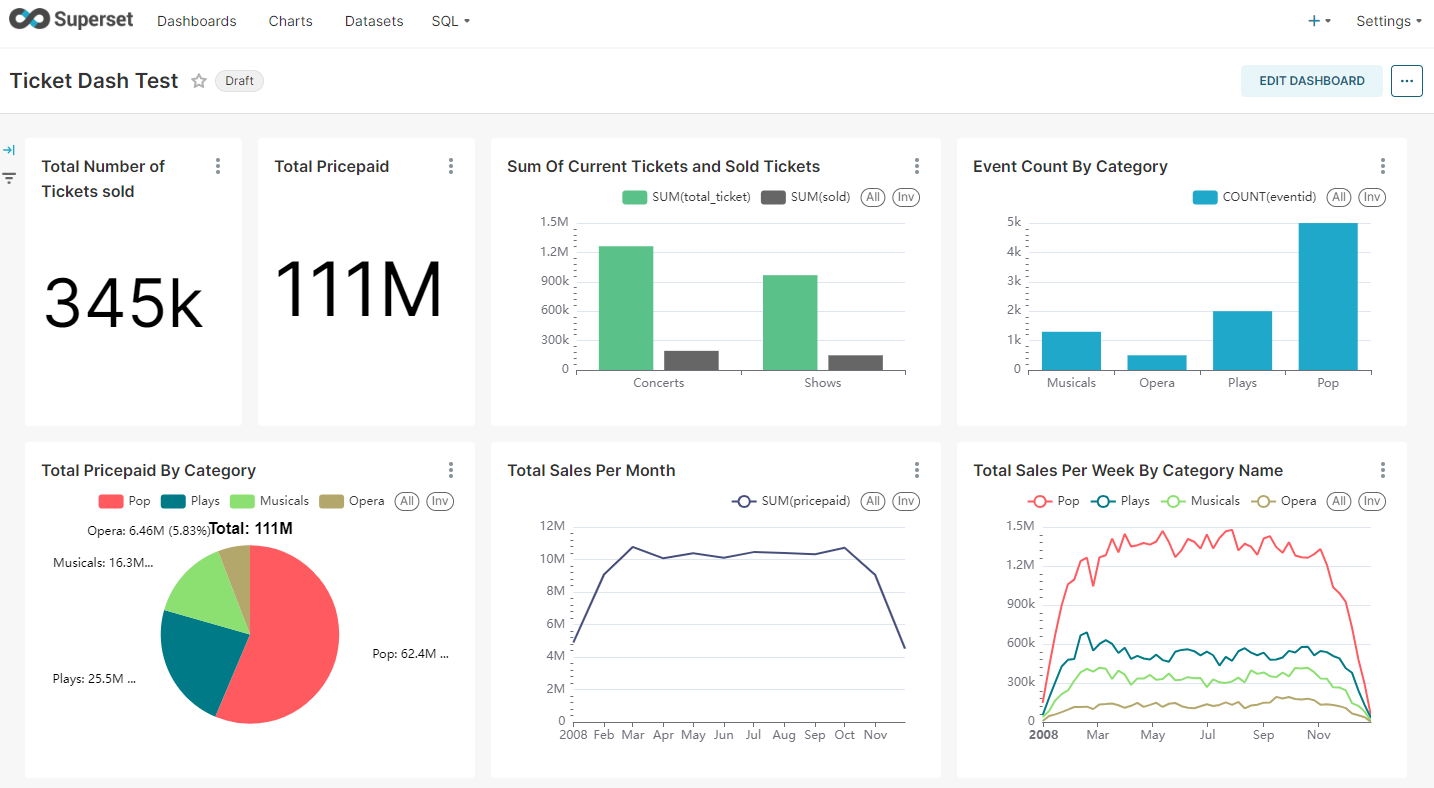 Superset Dashboards Charts Datasets SQL + Settings
Ticket Dash Test Draft EDIT DASHBOARD ...
Total Number of
Tickets sold
345k
Total Pricepaid
111M
Sum Of Current Tickets and Sold Tickets
SUM(total_ticket) SUM(sold) All Inv
1.5M
1.2M
900k
600k
300k
0
Concerts Shows
Event Count By Category
COUNT(eventid) All Inv
5k
4k
3k
2k
1k
0
Musicals Opera Plays Pop
Total Pricepaid By Category
Pop Plays Musicals Opera All Inv
Opera: 6.46M (5.83%) Total: 111M
Musicals: 16.3M...
Pop: 62.4M ...
Plays: 25.5M ...
Total Sales Per Month
SUM(pricepaid) All Inv
12M
10M
8M
6M
4M
2M
0
2008 Feb Mar Apr May Jun Jul Aug Sep Oct Nov
Total Sales Per Week By Category Name
Pop Plays Musicals Opera All Inv
1.5M
1.2M
900k
600k
300k
0
2008 Mar May Jul Sep Nov